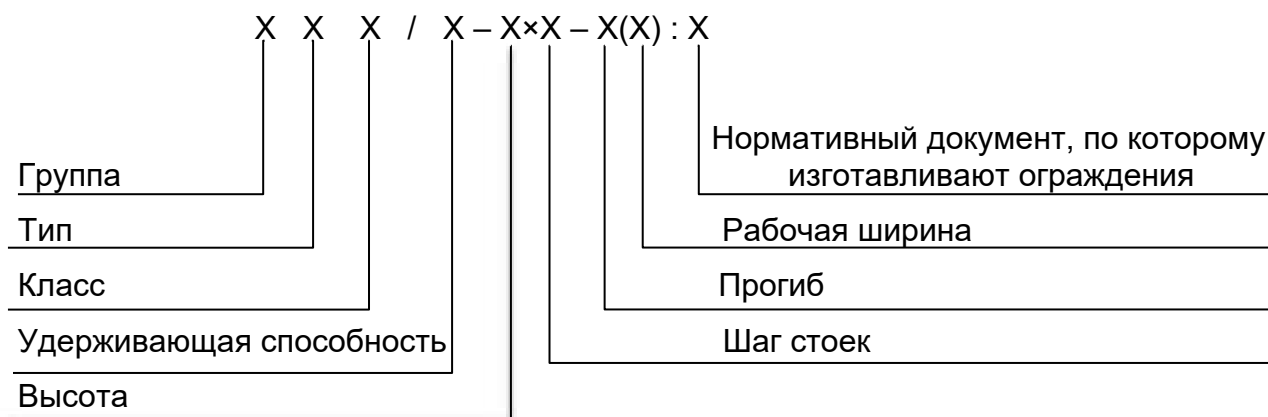 X X X / X – X×X – X(X) : X
Нормативный документ, по которому
изготавливают ограждения
Группа
Тип
Рабочая ширина
Класс
Прогиб
Удерживающая способность
Шаг стоек
Высота